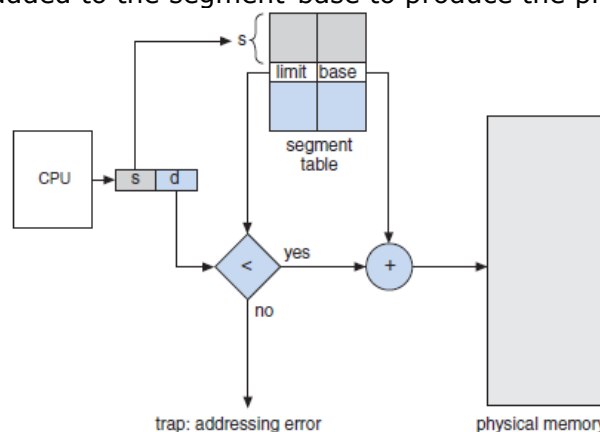 added to the segment base to produce the ph
s
limit base
segment
table
CPU
s d
<
yes
+
no
trap: addressing error
physical memory